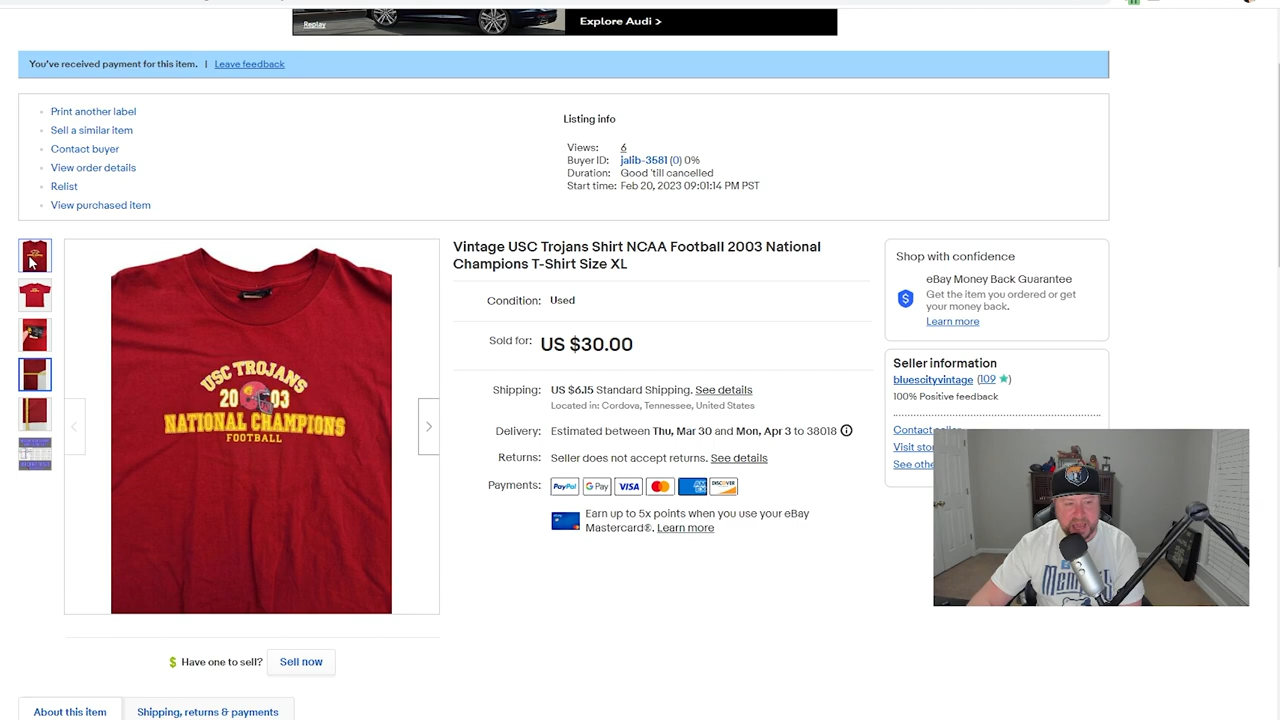 Replay
Explore Audi >
You've received payment for this item. | Leave feedback
Print another label
Sell a similar item
Contact buyer
View order details
Relist
View purchased item
Listing info
Views: 6
Buyer ID: jalib-3581 (0) 0%
Duration: Good 'till cancelled
Start time: Feb 20, 2023 09:01:14 PM PST
USC TROJANS
20 03
NATIONAL CHAMPIONS
FOOTBALL
Vintage USC Trojans Shirt NCAA Football 2003 National
Champions T-Shirt Size XL
Condition: Used
Sold for: US $30.00
Shipping: US $6.15 Standard Shipping. See details
Located in: Cordova, Tennessee, United States
Delivery: Estimated between Thu, Mar 30 and Mon, Apr 3 to 38018
Returns: Seller does not accept returns. See details
Payments: PayPal G Pay VISA DISCOVER
Earn up to 5x points when you use your eBay
Mastercard®. Learn more
Shop with confidence
eBay Money Back Guarantee
Get the item you ordered or get
your money back.
Learn more
Seller information
bluescityvintage (109)
100% Positive feedback
Contact
Visit
See
Have one to sell? Sell now
About this item
Shipping, returns & payments